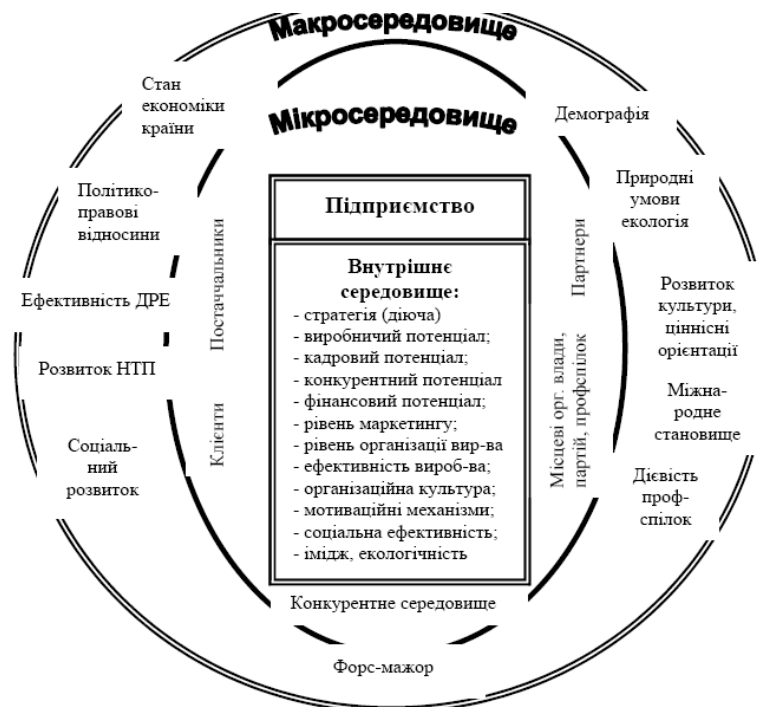 Макросередовище
Мікросередовище
Стан
економіки
країни
Політико-
правові
відносини
Ефективність ДРЕ
Розвиток НТП
Соціаль-
ний
розвиток
Постаччальники
Клієнти
Підприємство
Внутрішнє
середовище:
- стратегія (діюча)
- виробничий потенціал;
- кадровий потенціал;
- конкурентний потенціал
- фінансовий потенціал;
- рівень маркетингу;
- рівень організації вир-ва
- ефективність вироб-ва;
- організаційна культура;
- мотиваційні механізми;
- соціальна ефективність;
- імідж, екологічність
Партнери
Місцеві орг. влади,
партій, профспілок
Демографія
Природні
умови
екологія
Розвиток
культури,
ціннісні
орієнтації
Міжна-
родне
становище
Дієвість
проф-
спілок
Конкурентне середовище
Форс-мажор